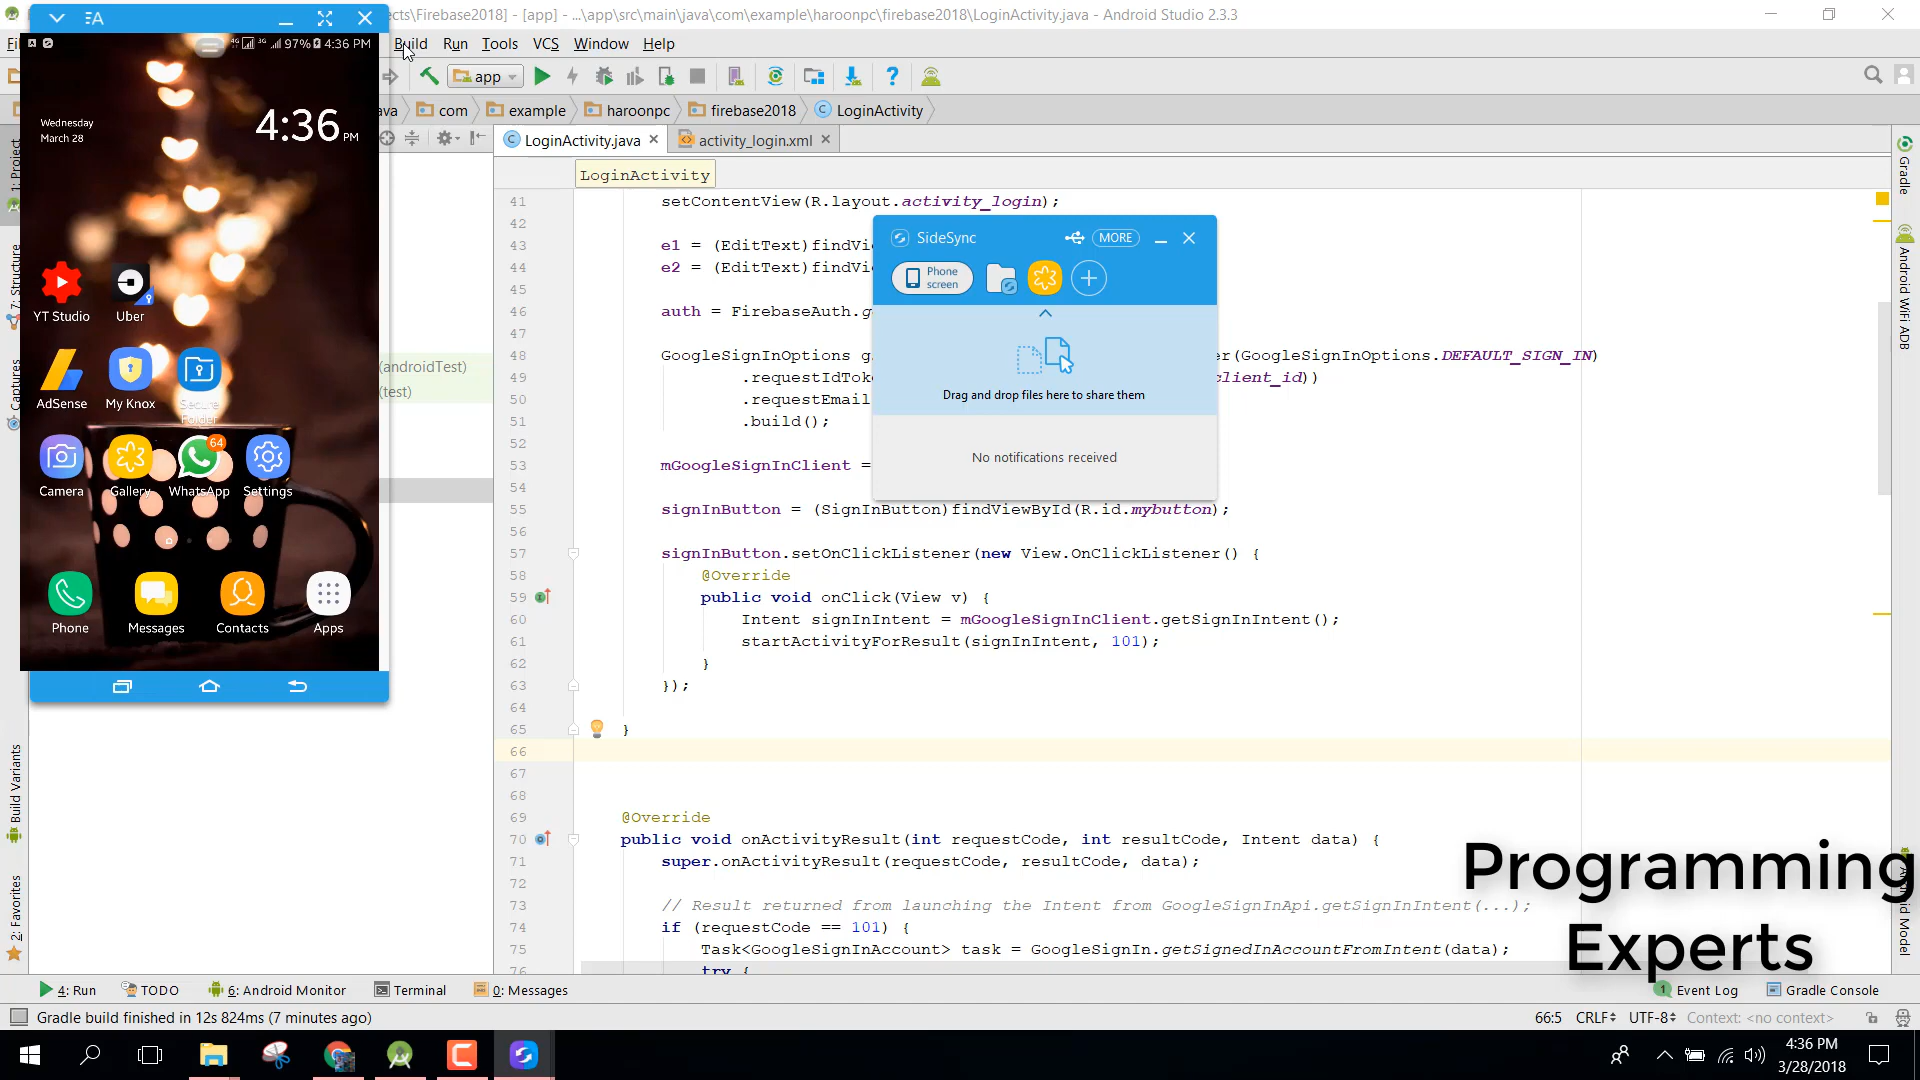 ects\Firebase2018] - [app] - ...\app\src\main\java\com\example\haroonpc\firebase2018\LoginActivity.java - Android Studio 2.3.3
Build Run Tools VCS Window Help
app
com example haroonpc firebase2018 LoginActivity
LoginActivity.java
activity_login.xml
LoginActivity
97% 4:36 PM
Wednesday
March 28
4:36 PM
YT Studio
Uber
AdSense
My Knox
Secure
Folder
64
Camera
Gallery
WhatsApp
Settings
Phone
Messages
Contacts
Apps
(androidTest)
(test)
1: Project
7: Structure
Captures
Build Variants
2: Favorites
41 setContentView(R.layout.activity_login);
42
43 e1 = (EditText)findVie
44 e2 = (EditText)findVie
45
46 auth = FirebaseAuth.g
47
48 GoogleSignInOptions g er(GoogleSignInOptions.DEFAULT_SIGN_IN)
49 .requestIdToke client_id))
50 .requestEmail
51 .build();
52
53 mGoogleSignInClient =
54
55 signInButton = (SignInButton)findViewById(R.id.mybutton);
56
57 signInButton.setOnClickListener(new View.OnClickListener() {
58 @Override
59 public void onClick(View v) {
60 Intent signInIntent = mGoogleSignInClient.getSignInIntent();
61 startActivityForResult(signInIntent, 101);
62 }
63 });
64
65 }
66
67
68
69 @Override
70 public void onActivityResult(int requestCode, int resultCode, Intent data) {
71 super.onActivityResult(requestCode, resultCode, data);
72
73 // Result returned from launching the Intent from GoogleSignInApi.getSignInIntent(...);
74 if (requestCode == 101) {
75 Task<GoogleSignInAccount> task = GoogleSignIn.getSignedInAccountFromIntent(data);
76 try {
SideSync
MORE
Phone
screen
Drag and drop files here to share them
No notifications received
Gradle
Android WiFi ADB
Android Model
Programming
Experts
4: Run TODO 6: Android Monitor Terminal 0: Messages
1 Event Log Gradle Console
Gradle build finished in 12s 824ms (7 minutes ago)
66:5 CRLF UTF-8 Context: <no context>
4:36 PM
3/28/2018